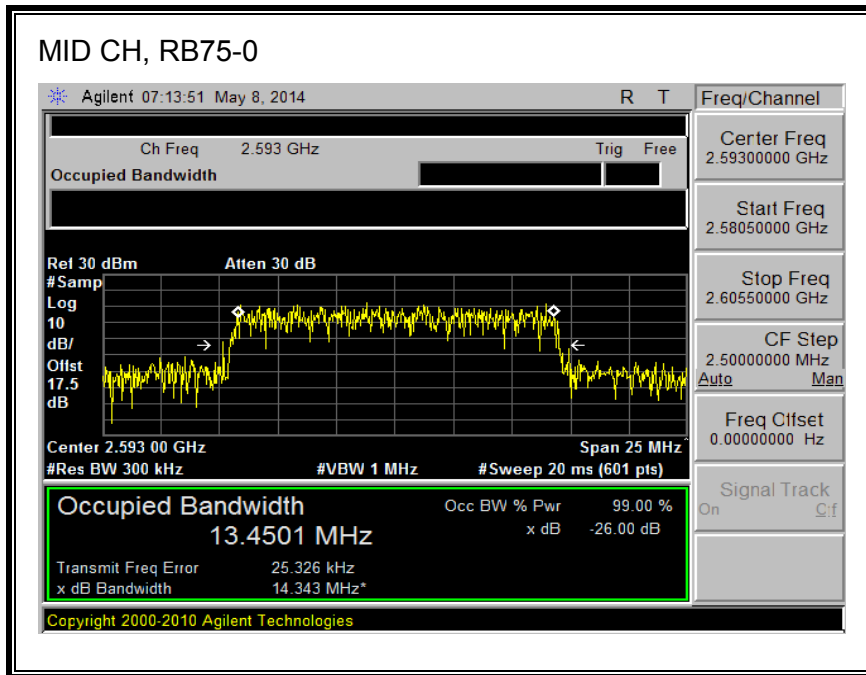 MID CH, RB75-0
Agilent 07:13:51 May 8, 2014 R T
Freq/Channel
Ch Freq 2.593 GHz Trig Free
Occupied Bandwidth
Center Freq
2.59300000 GHz
Start Freq
2.58050000 GHz
Stop Freq
2.60550000 GHz
CF Step
2.50000000 MHz
Auto Man
Freq Offset
0.00000000 Hz
Signal Track
On Off
Ref 30 dBm Atten 30 dB
#Samp
Log
10
dB/
Offst
17.5
dB
Center 2.593 00 GHz Span 25 MHz
#Res BW 300 kHz #VBW 1 MHz #Sweep 20 ms (601 pts)
Occupied Bandwidth Occ BW % Pwr 99.00 %
13.4501 MHz x dB -26.00 dB
Transmit Freq Error 25.326 kHz
x dB Bandwidth 14.343 MHz*
Copyright 2000-2010 Agilent Technologies